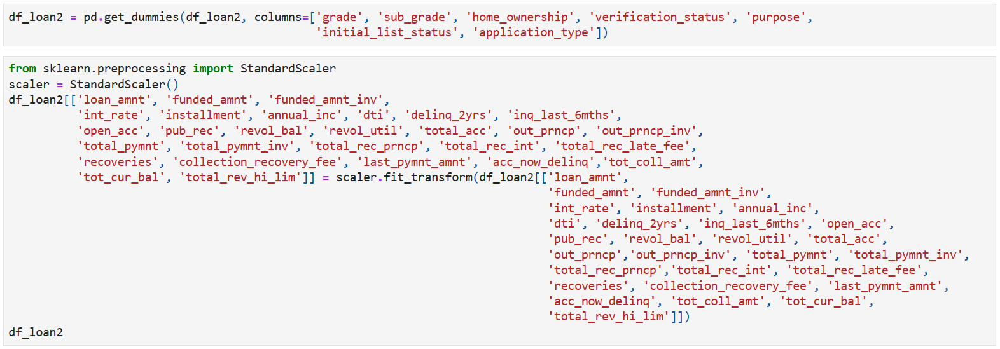 df_loan2 = pd.get_dummies(df_loan2, columns=['grade', 'sub_grade', 'home_ownership', 'verification_status', 'purpose',
'initial_list_status', 'application_type'])
from sklearn.preprocessing import StandardScaler
scaler = StandardScaler()
df_loan2[['loan_amnt', 'funded_amnt', 'funded_amnt_inv',
'int_rate', 'installment', 'annual_inc', 'dti', 'delinq_2yrs', 'inq_last_6mths',
'open_acc', 'pub_rec', 'revol_bal', 'revol_util', 'total_acc', 'out_prncp', 'out_prncp_inv',
'total_pymnt', 'total_pymnt_inv', 'total_rec_prncp', 'total_rec_int', 'total_rec_late_fee',
'recoveries', 'collection_recovery_fee', 'last_pymnt_amnt', 'acc_now_delinq','tot_coll_amt',
'tot_cur_bal', 'total_rev_hi_lim']] = scaler.fit_transform(df_loan2[['loan_amnt',
'funded_amnt', 'funded_amnt_inv',
'int_rate', 'installment', 'annual_inc',
'dti', 'delinq_2yrs', 'inq_last_6mths', 'open_acc',
'pub_rec', 'revol_bal', 'revol_util', 'total_acc',
'out_prncp','out_prncp_inv', 'total_pymnt', 'total_pymnt_inv',
'total_rec_prncp','total_rec_int', 'total_rec_late_fee',
'recoveries', 'collection_recovery_fee', 'last_pymnt_amnt',
'acc_now_delinq', 'tot_coll_amt', 'tot_cur_bal',
'total_rev_hi_lim']])
df_loan2